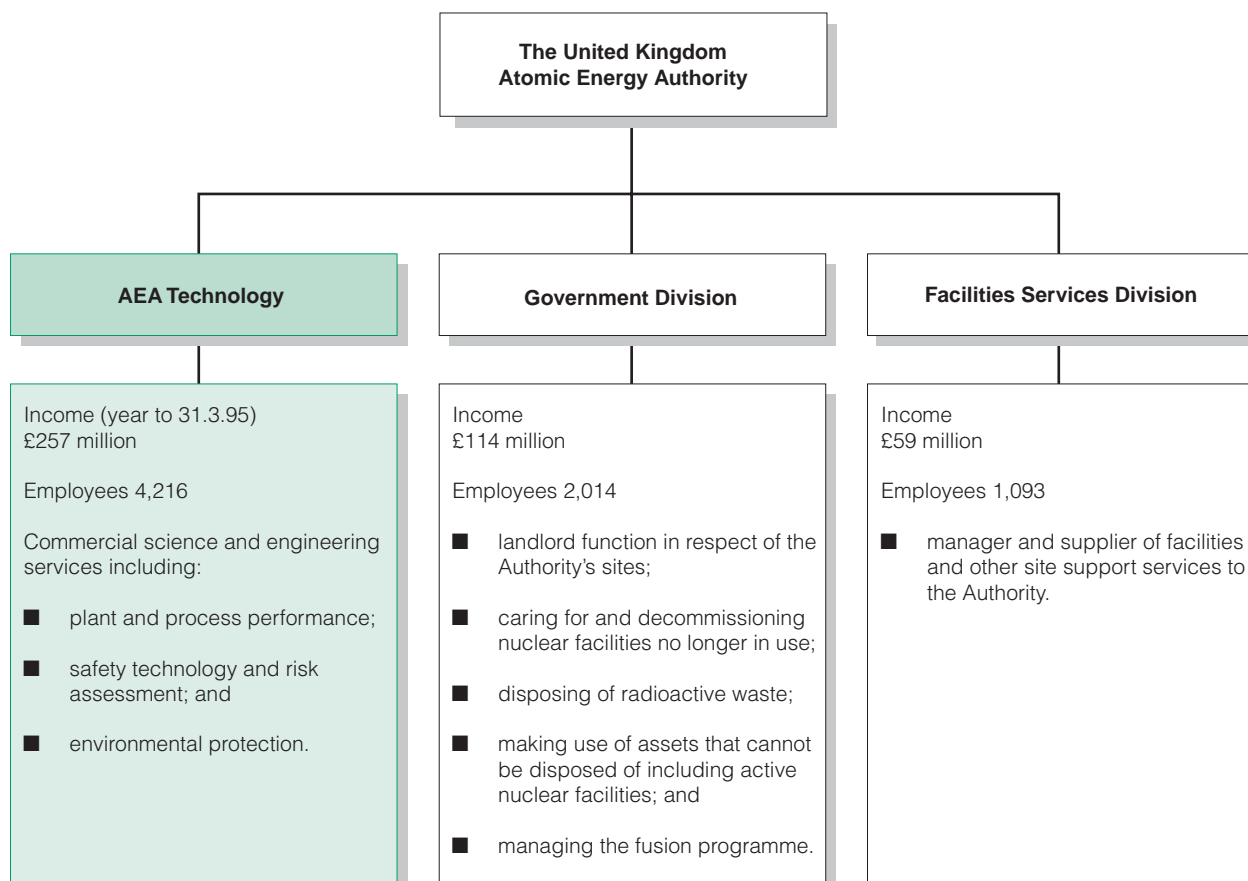 The United Kingdom
Atomic Energy Authority
AEA Technology
Government Division
Facilities Services Division
Income (year to 31.3.95)
£257 million
Employees 4,216
Commercial science and engineering
services including:
■ plant and process performance;
■ safety technology and risk
assessment; and
■ environmental protection.
Income
£114 million
Employees 2,014
■ landlord function in respect of the
Authority's sites;
■ caring for and decommissioning
nuclear facilities no longer in use;
■ disposing of radioactive waste;
■ making use of assets that cannot
be disposed of including active
nuclear facilities; and
■ managing the fusion programme.
Income
£59 million
Employees 1,093
■ manager and supplier of facilities
and other site support services to
the Authority.